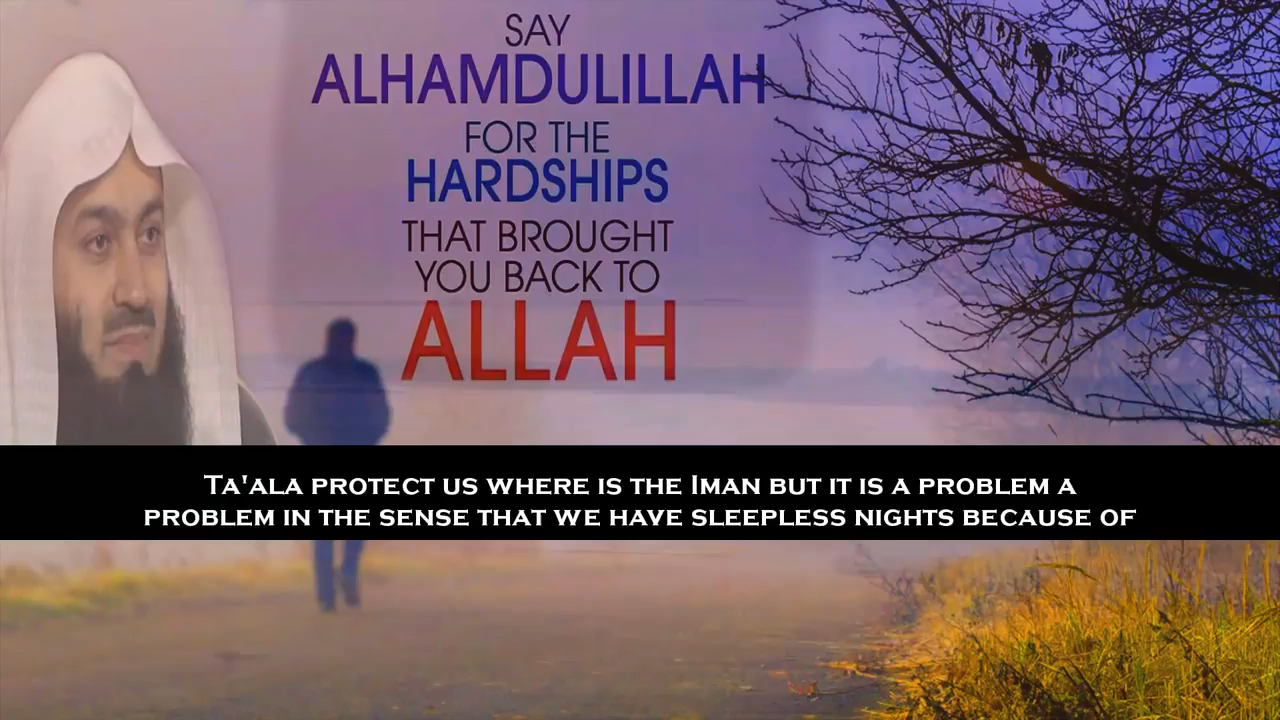 SAY
ALHAMDULILLAH
FOR THE
HARDSHIPS
THAT BROUGHT
YOU BACK TO
ALLAH
Ta'ala protect us where is the Iman but it is a problem a
problem in the sense that we have sleepless nights because of